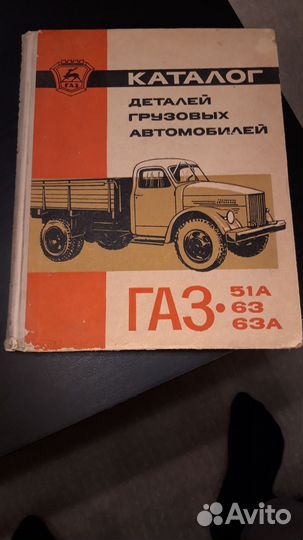 ГАЗ
КАТАЛОГ
ДЕТАЛЕЙ
ГРУЗОВЫХ
АВТОМОБИЛЕЙ
ГАЗ·51А
63
63А
Avito